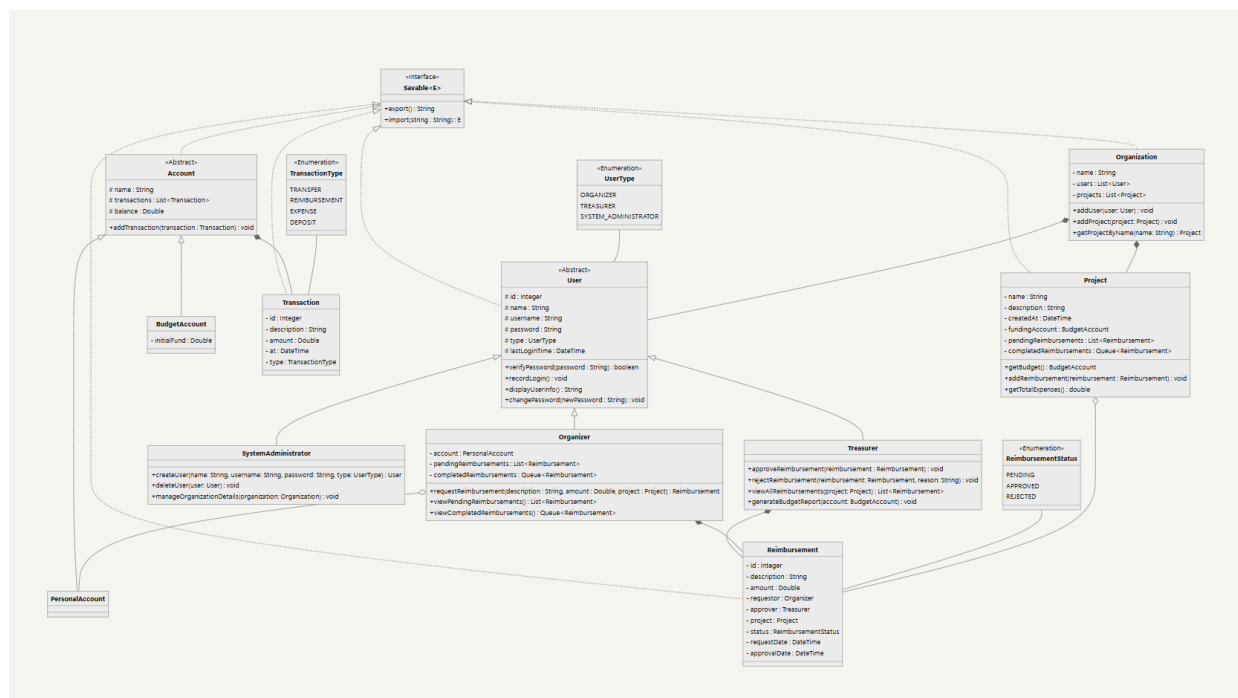 «Interface»
Savable<E>
+export() : String
+import(string : String) : E
«Abstract»
Account
# name : String
# transactions : List<Transaction>
# balance : Double
+addTransaction(transaction : Transaction) : void
«Enumeration»
TransactionType
TRANSFER
REIMBURSEMENT
EXPENSE
DEPOSIT
«Enumeration»
UserType
ORGANIZER
TREASURER
SYSTEM_ADMINISTRATOR
Organization
- name : String
- users : List<User>
- projects : List<Project>
+addUser(user: User) : void
+addProject(project: Project) : void
+getProjectByName(name: String) : Project
«Abstract»
User
# id : Integer
# name : String
# username : String
# password : String
# type : UserType
# lastLoginTime : DateTime
+verifyPassword(password : String) : boolean
+recordLogin() : void
+displayUserInfo() : String
+changePassword(newPassword : String) : void
Project
- name : String
- description : String
- createdAt : DateTime
- fundingAccount : BudgetAccount
- pendingReimbursements : List<Reimbursement>
- completedReimbursements : Queue<Reimbursement>
+getBudget() : BudgetAccount
+addReimbursement(reimbursement : Reimbursement) : void
+getTotalExpenses() : double
BudgetAccount
- initialFund : Double
Transaction
- id : Integer
- description : String
- amount : Double
- at : DateTime
- type : TransactionType
SystemAdministrator
+createUser(name: String, username: String, password: String, type: UserType) : User
+deleteUser(user: User) : void
+manageOrganizationDetails(organization: Organization) : void
Organizer
- account : PersonalAccount
- pendingReimbursements : List<Reimbursement>
- completedReimbursements : Queue<Reimbursement>
+requestReimbursement(description : String, amount : Double, project : Project) : Reimbursement
+viewPendingReimbursements() : List<Reimbursement>
+viewCompletedReimbursements() : Queue<Reimbursement>
Treasurer
+approveReimbursement(reimbursement : Reimbursement) : void
+rejectReimbursement(reimbursement: Reimbursement, reason: String) : void
+viewAllReimbursements(project: Project) : List<Reimbursement>
+generateBudgetReport(account: BudgetAccount) : void
«Enumeration»
ReimbursementStatus
PENDING
APPROVED
REJECTED
PersonalAccount
Reimbursement
- id : Integer
- description : String
- amount : Double
- requestor : Organizer
- approver : Treasurer
- project : Project
- status : ReimbursementStatus
- requestDate : DateTime
- approvalDate : DateTime